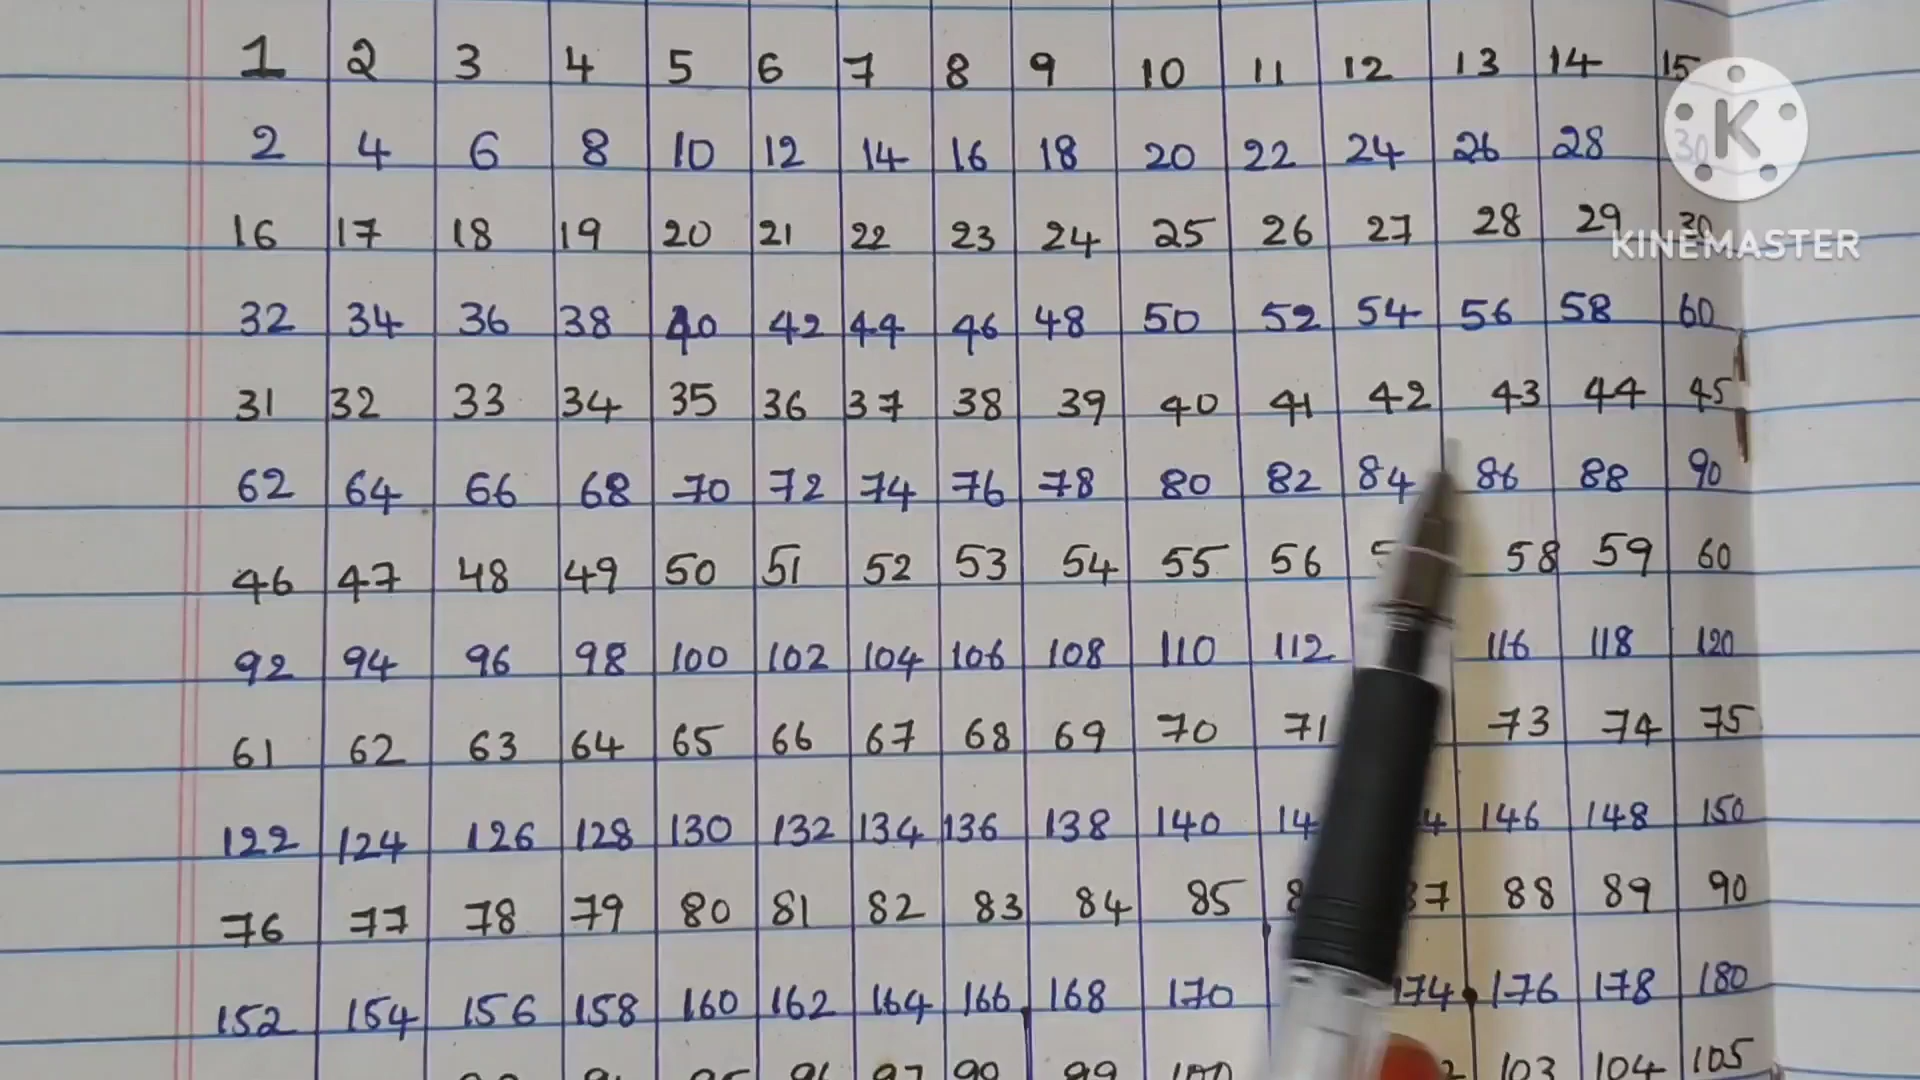 1 2 3 4 5 6 7 8 9 10 11 12 13 14 15
2 4 6 8 10 12 14 16 18 20 22 24 26 28 30
16 17 18 19 20 21 22 23 24 25 26 27 28 29 30
KINEMASTER
32 34 36 38 40 42 44 46 48 50 52 54 56 58 60
31 32 33 34 35 36 37 38 39 40 41 42 43 44 45
62 64 66 68 70 72 74 76 78 80 82 84 86 88 90
46 47 48 49 50 51 52 53 54 55 56 58 59 60
92 94 96 98 100 102 104 106 108 110 112 116 118 120
61 62 63 64 65 66 67 68 69 70 71 73 74 75
122 124 126 128 130 132 134 136 138 140 146 148 150
76 77 78 79 80 81 82 83 84 85 88 89 90
152 154 156 158 160 162 164 166 168 170 174 176 178 180
99 100 103 104 105